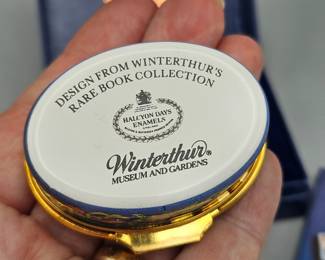 DESIGN FROM WINTERTHUR'S
RARE BOOK COLLECTION
HALCYON DAYS
ENAMELS
Winterthur®
MUSEUM AND GARDENS